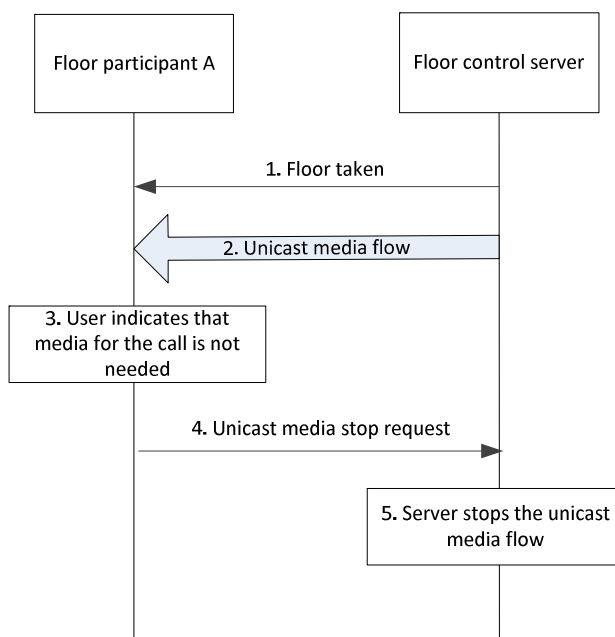 Floor participant A
Floor control server
1. Floor taken
2. Unicast media flow
3. User indicates that
media for the call is not
needed
4. Unicast media stop request
5. Server stops the unicast
media flow